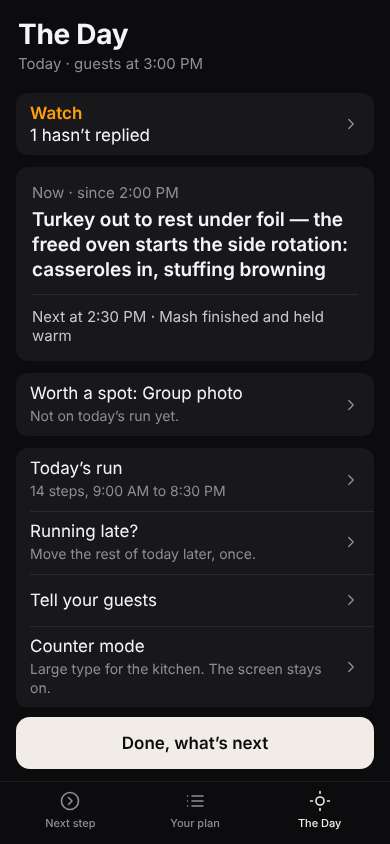 The Day
Today · guests at 3:00 PM
Watch
1 hasn’t replied
Now · since 2:00 PM
Turkey out to rest under foil — the
freed oven starts the side rotation:
casseroles in, stuffing browning
Next at 2:30 PM · Mash finished and held
warm
Worth a spot: Group photo
Not on today’s run yet.
Today’s run
14 steps, 9:00 AM to 8:30 PM
Running late?
Move the rest of today later, once.
Tell your guests
Counter mode
Large type for the kitchen. The screen stays
on.
Done, what’s next
Next step
Your plan
The Day